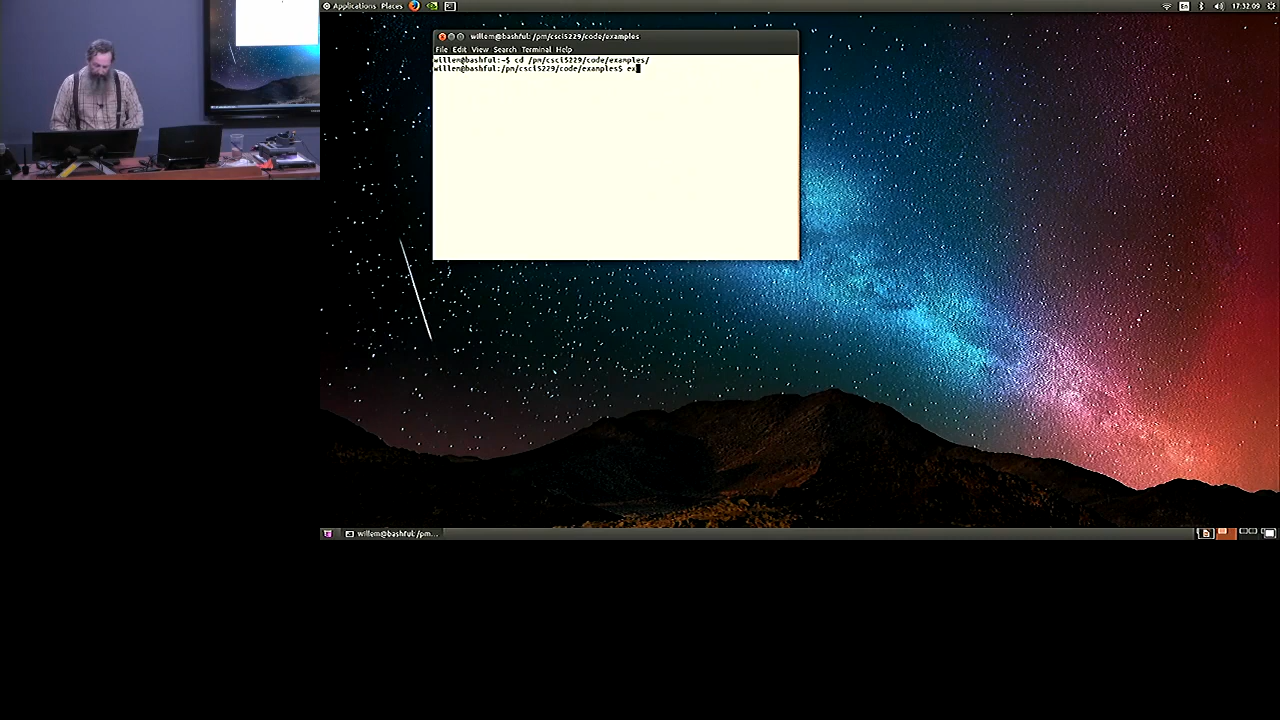 Applications Places En 17:32:09
willem@bashful: /pm/csci5229/code/examples
File Edit View Search Terminal Help
willem@bashful:~$ cd /pm/csci5229/code/examples/
willem@bashful:/pm/csci5229/code/examples$ ex
willem@bashful: /pm...